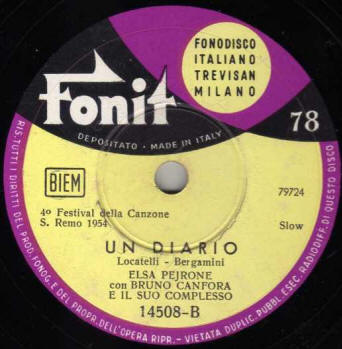 Fonit
FONODISCO
ITALIANO
TREVISAN
MILANO
DEPOSITATO • MADE IN ITALY
78
BIEM
79724
4º Festival della Canzone
S. Remo 1954
Slow
UN DIARIO
Locatelli - Bergamini
ELSA PEJRONE
con BRUNO CANFORA
E IL SUO COMPLESSO
14508-B
RIS. TUTTI I DIRITTI DEL PROD. FONOG. E DEL PROPR. DELL'OPERA RIPR. - VIETATA DUPLIC. PUBBL. ESEC. RADIODIFF. DI QUESTO DISCO